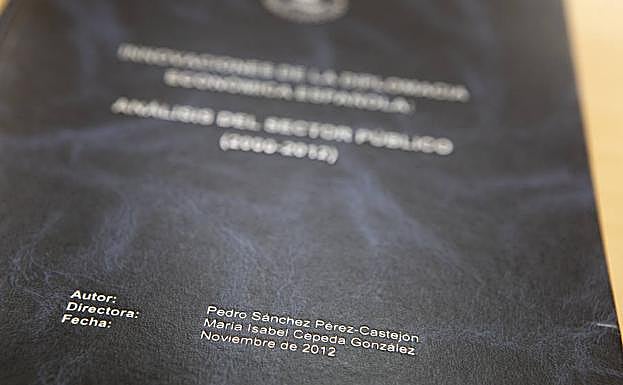 INNOVACIONES DE LA DIPLOMACIA
ECONÓMICA ESPAÑOLA:
ANÁLISIS DEL SECTOR PÚBLICO
(2000-2012)
Autor: Pedro Sánchez Pérez-Castejón
Directora: María Isabel Cepeda González
Fecha: Noviembre de 2012